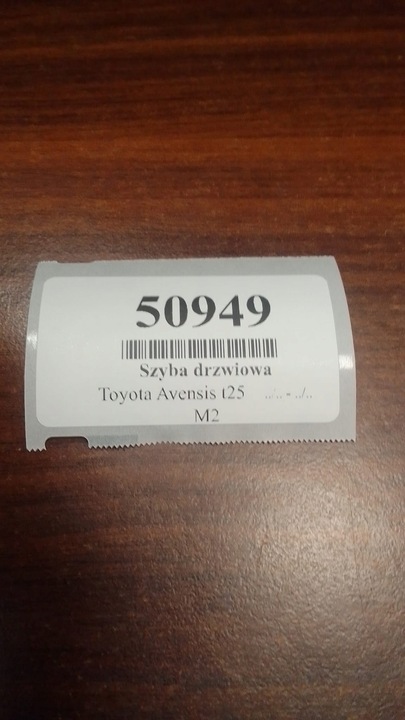 50949
Szyba drzwiowa
Toyota Avensis t25 ../.. - ../..
M2